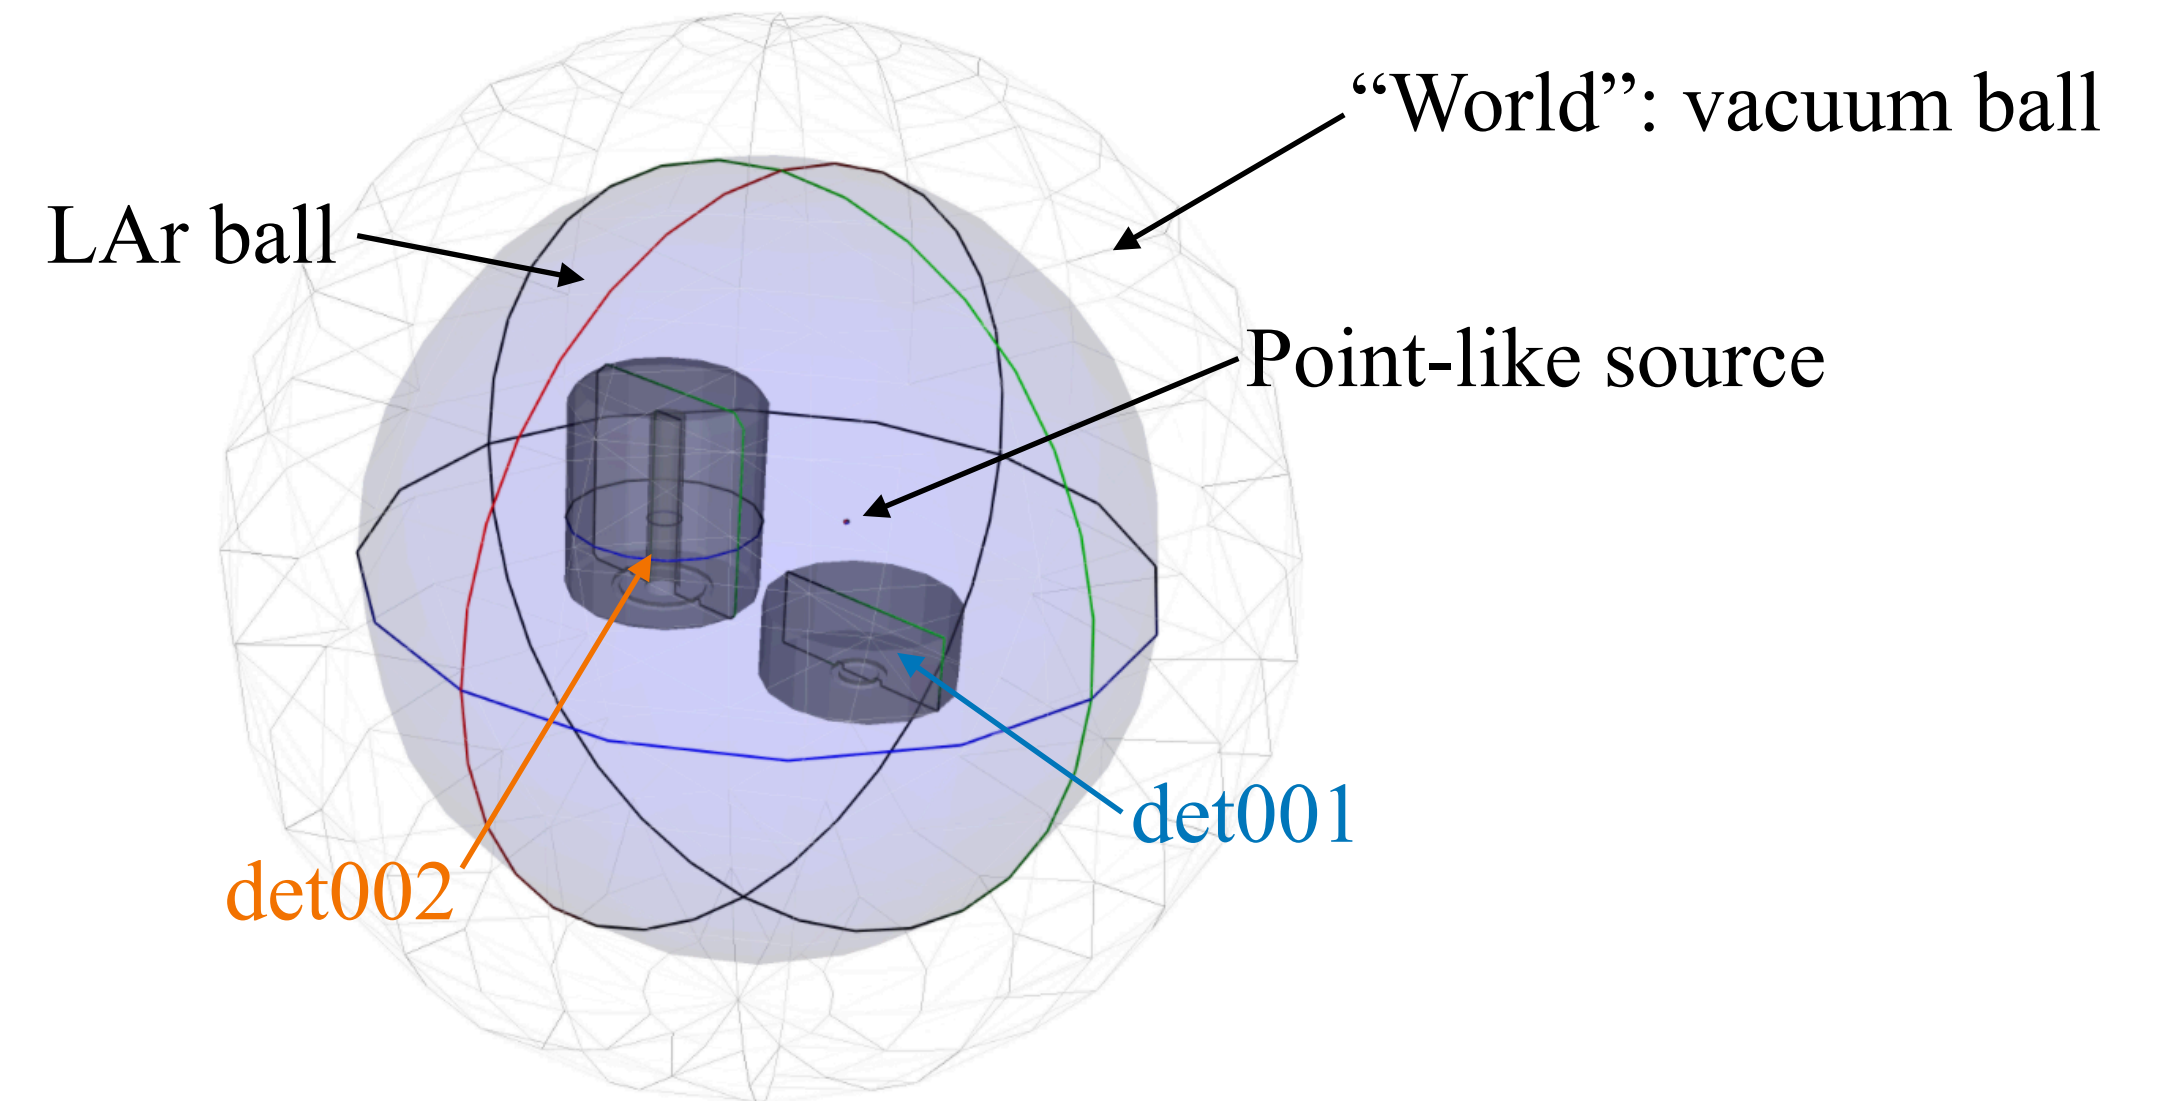 “World”: vacuum ball
LAr ball
Point-like source
det001
det002